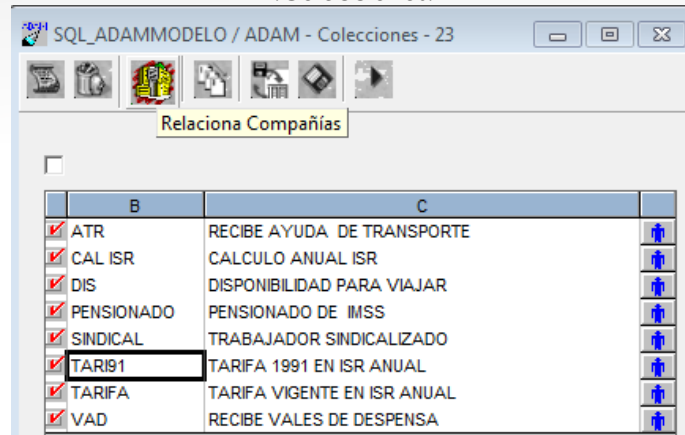 SQL_ADAMMODELO / ADAM - Colecciones - 23
Relaciona Compañías
B C
ATR RECIBE AYUDA DE TRANSPORTE
CAL ISR CALCULO ANUAL ISR
DIS DISPONIBILIDAD PARA VIAJAR
PENSIONADO PENSIONADO DE IMSS
SINDICAL TRABAJADOR SINDICALIZADO
TARI91 TARIFA 1991 EN ISR ANUAL
TARIFA TARIFA VIGENTE EN ISR ANUAL
VAD RECIBE VALES DE DESPENSA